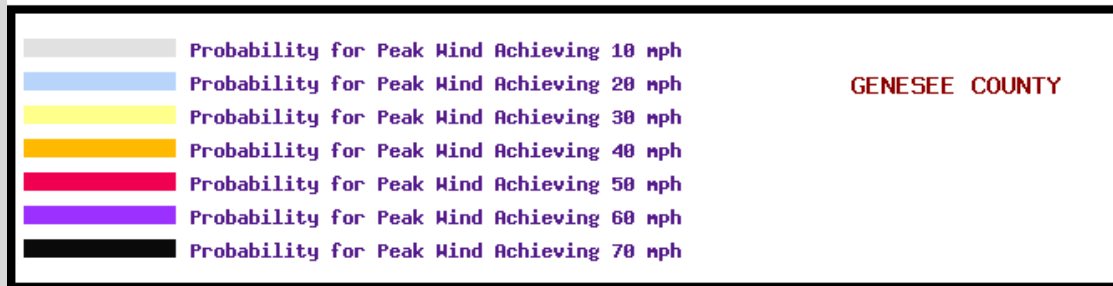 Probability for Peak Wind Achieving 10 mph
Probability for Peak Wind Achieving 20 mph
GENESEE COUNTY
Probability for Peak Wind Achieving 30 mph
Probability for Peak Wind Achieving 40 mph
Probability for Peak Wind Achieving 50 mph
Probability for Peak Wind Achieving 60 mph
Probability for Peak Wind Achieving 70 mph